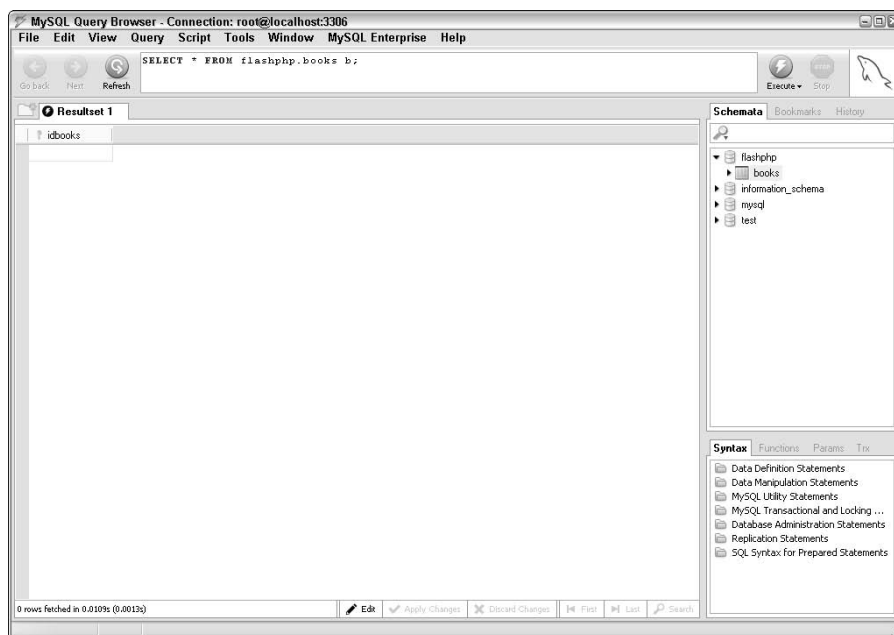 MySQL Query Browser - Connection: root@localhost:3306
File Edit View Query Script Tools Window MySQL Enterprise Help
Go back Next Refresh
SELECT * FROM flashphp.books b;
Execute Stop
Resultset 1
idbooks
Schemata Bookmarks History
flashphp
books
information_schema
mysql
test
Syntax Functions Params Trx
Data Definition Statements
Data Manipulation Statements
MySQL Utility Statements
MySQL Transactional and Locking ...
Database Administration Statements
Replication Statements
SQL Syntax for Prepared Statements
0 rows fetched in 0.0109s (0.0013s)
Edit Apply Changes Discard Changes First Last Search